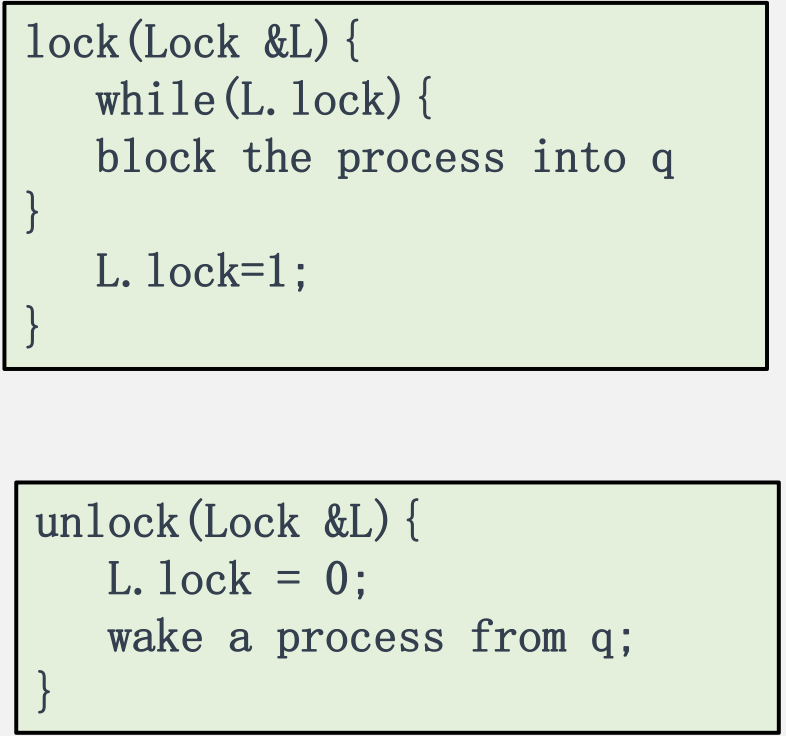 lock(Lock &L){
while(L.lock){
block the process into q
}
L.lock=1;
}
unlock(Lock &L){
L.lock = 0;
wake a process from q;
}